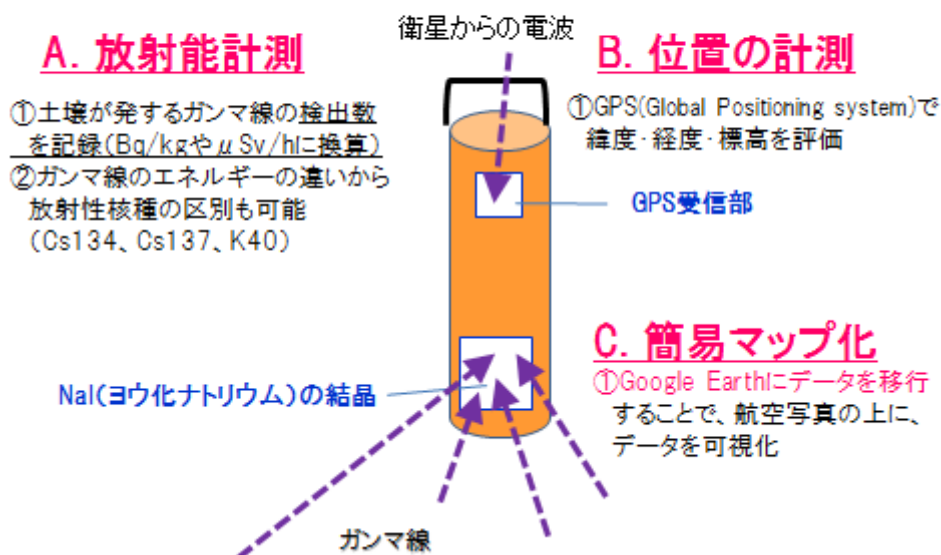 衛星からの電波
A. 放射能計測
①土壌が発するガンマ線の検出数
を記録(Bq/kgやμSv/hに換算)
②ガンマ線のエネルギーの違いから
放射性核種の区別も可能
(Cs134、Cs137、K40)
B. 位置の計測
①GPS(Global Positioning system)で
緯度・経度・標高を評価
GPS受信部
C. 簡易マップ化
①Google Earthにデータを移行
することで、航空写真の上に、
データを可視化
NaI(ヨウ化ナトリウム)の結晶
ガンマ線